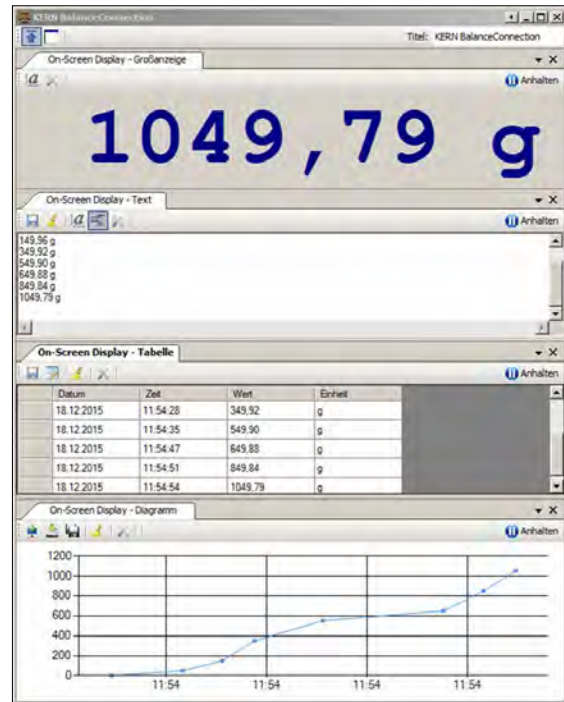 KERN BalanceConnection
Titel: KERN BalanceConnection
On-Screen Display - Großanzeige
Anhalten
1049,79 g
On-Screen Display - Text
Anhalten
149,96 g
349,92 g
549,90 g
649,88 g
849,84 g
1049,79 g
On-Screen Display - Tabelle
Anhalten
Datum Zeit Wert Einheit
18.12.2015 11:54:28 349,92 g
18.12.2015 11:54:35 549,90 g
18.12.2015 11:54:47 649,88 g
18.12.2015 11:54:51 849,84 g
18.12.2015 11:54:54 1049,79 g
On-Screen Display - Diagramm
Anhalten
1200
1000
800
600
400
200
0
11:54 11:54 11:54 11:54